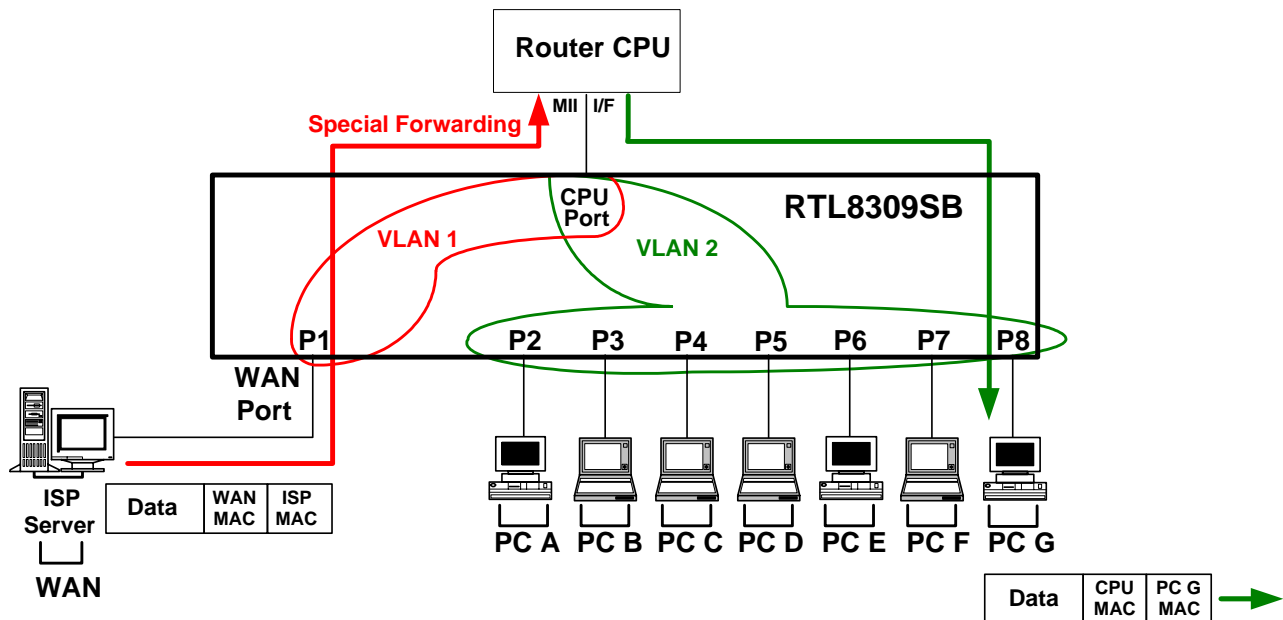 Router CPU
MII I/F
Special Forwarding
CPU
Port
RTL8309SB
VLAN 1
VLAN 2
P1
P2
P3
P4
P5
P6
P7
P8
WAN
Port
ISP
Server
WAN
Data
WAN
MAC
ISP
MAC
PC A
PC B
PC C
PC D
PC E
PC F
PC G
Data
CPU
MAC
PC G
MAC